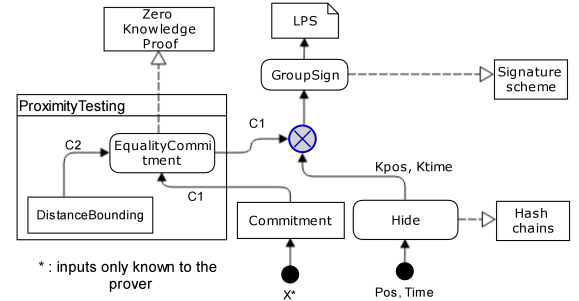 Zero
Knowledge
Proof
LPS
GroupSign
Signature
scheme
ProximityTesting
C1
C2
EqualityCommi
tment
Kpos, Ktime
C1
DistanceBounding
Commitment
Hide
Hash
chains
* : inputs only known to the
prover
X*
Pos, Time